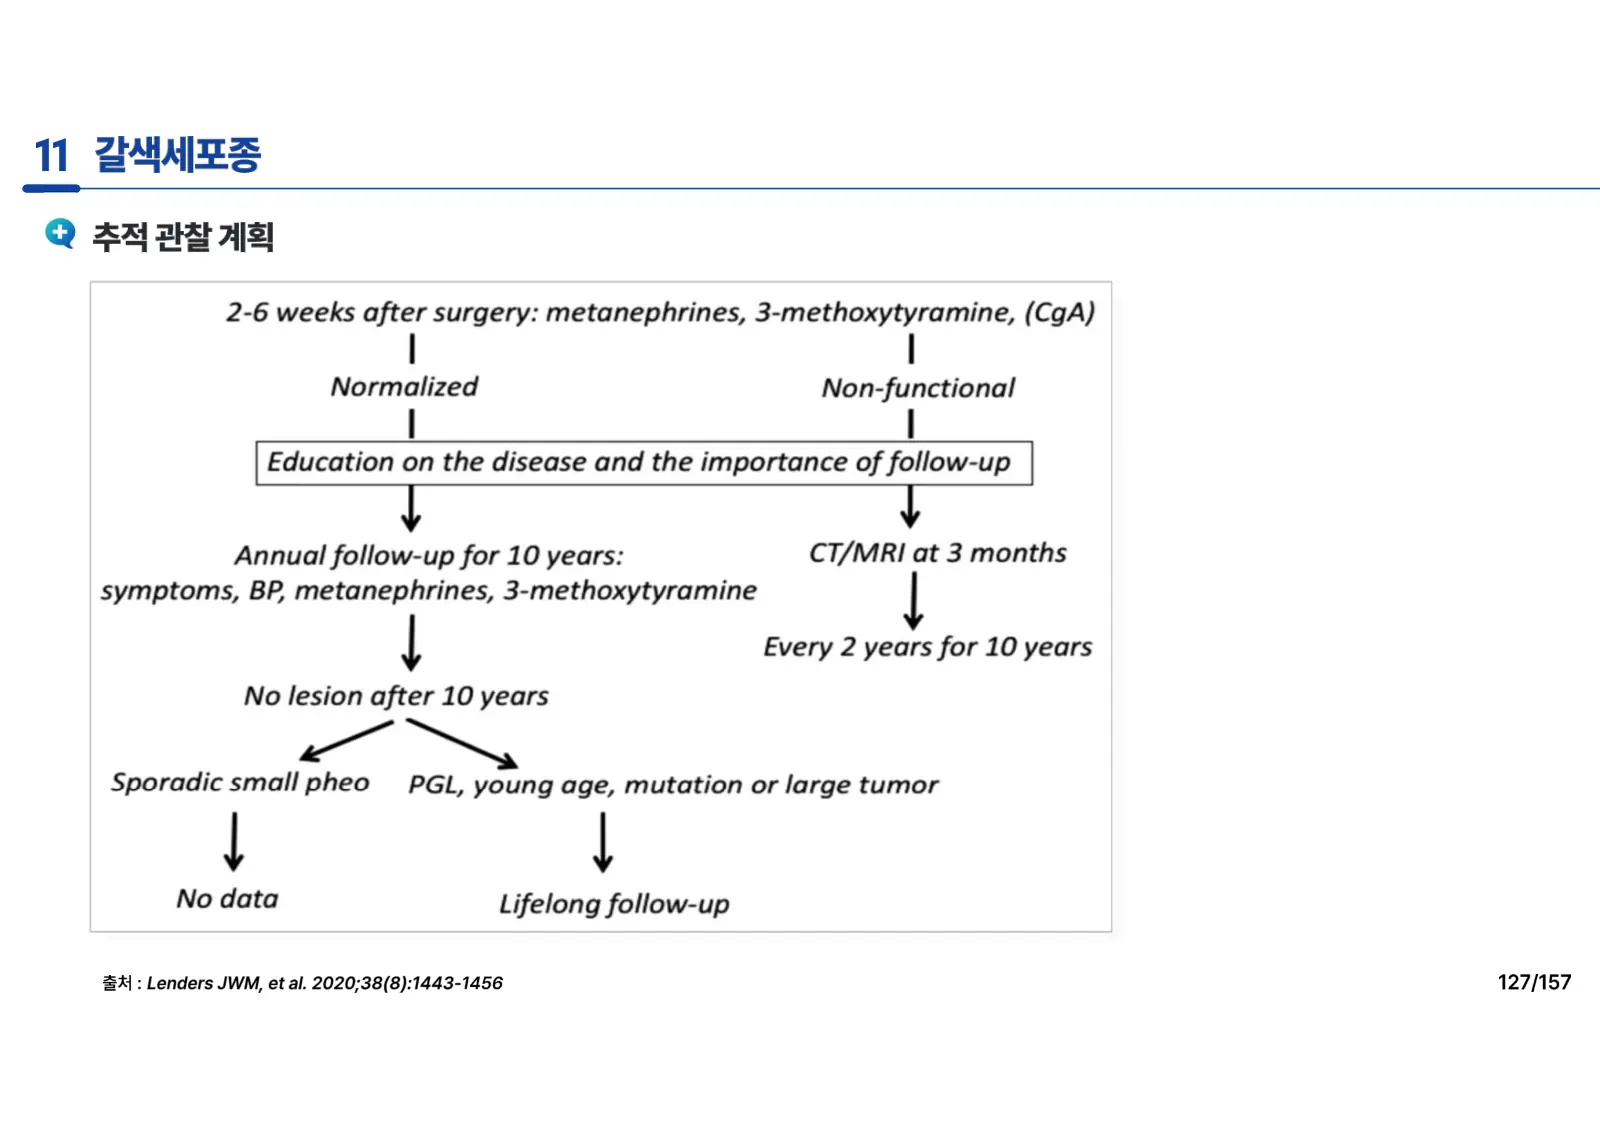 11 갈색세포종
추적 관찰 계획
2-6 weeks after surgery: metanephrines, 3-methoxytyramine, (CgA)
Normalized
Non-functional
Education on the disease and the importance of follow-up
Annual follow-up for 10 years:
symptoms, BP, metanephrines, 3-methoxytyramine
CT/MRI at 3 months
Every 2 years for 10 years
No lesion after 10 years
Sporadic small pheo
PGL, young age, mutation or large tumor
No data
Lifelong follow-up
출처 : Lenders JWM, et al. 2020;38(8):1443-1456
127/157